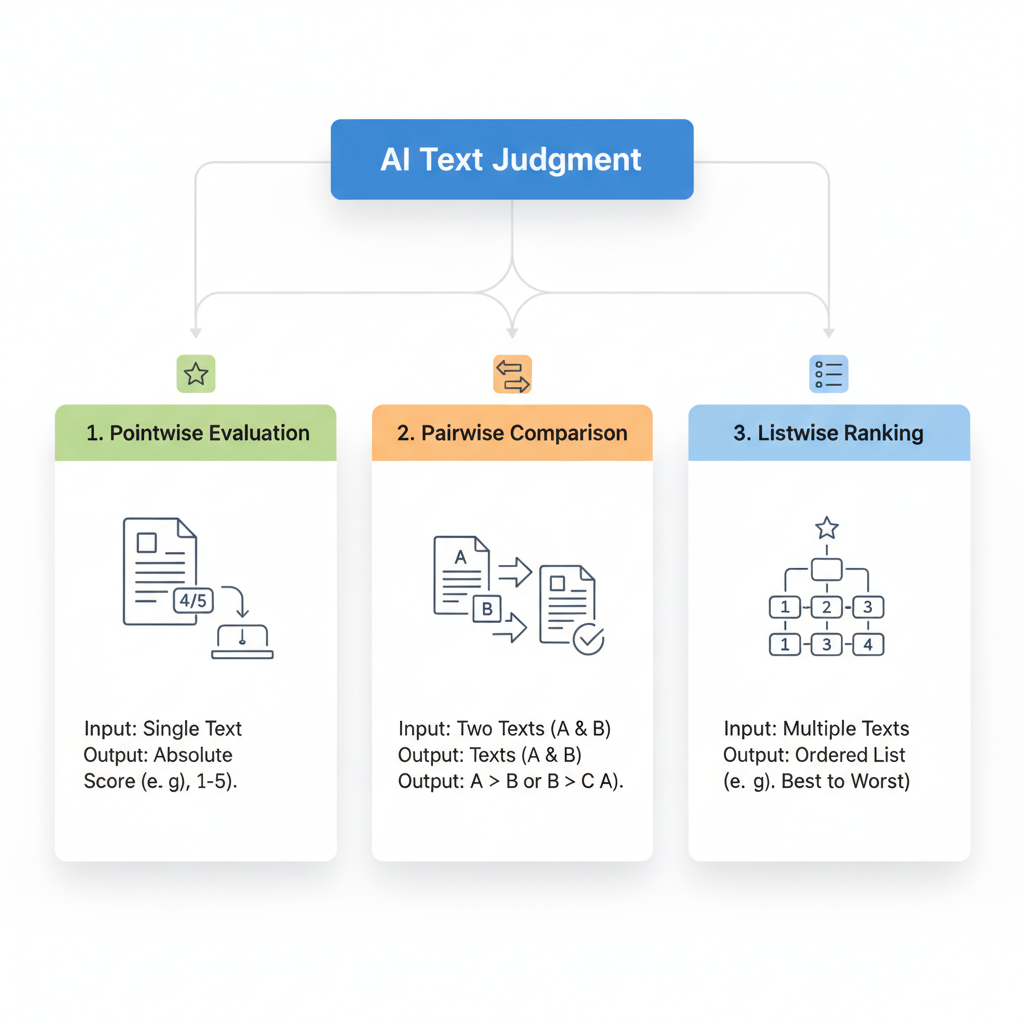 AI Text Judgment
1. Pointwise Evaluation
4/5
Input: Single Text
Output: Absolute
Score (e. g), 1-5).
2. Pairwise Comparison
A
B
Input: Two Texts (A & B)
Output: Texts (A & B)
Output: A > B or B > C A).
3. Listwise Ranking
1 2 3
1 3 4
Input: Multiple Texts
Output: Ordered List
(e. g). Best to Worst)